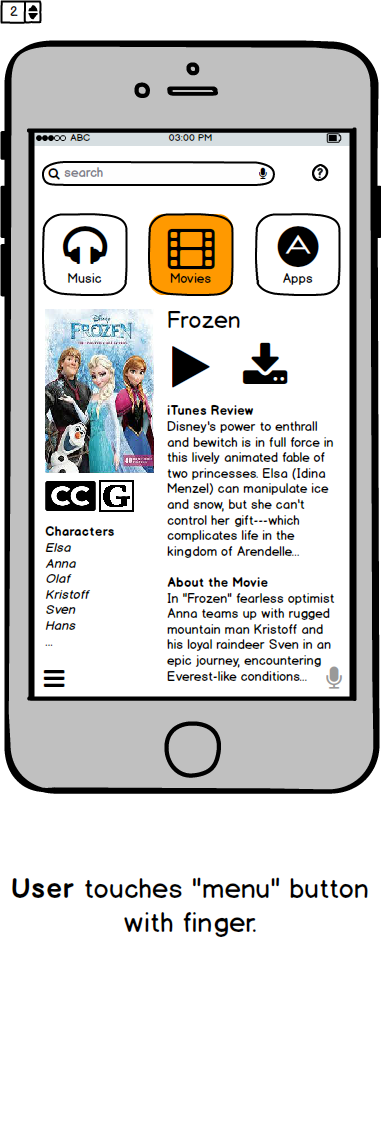 2
ABC 03:00 PM
search
?
Music Movies Apps
Disney
FROZEN
Frozen
iTunes Review
Disney's power to enthrall
and bewitch is in full force in
this lively animated fable of
two princesses. Elsa (Idina
Menzel) can manipulate ice
and snow, but she can't
control her gift---which
complicates life in the
kingdom of Arendelle...
CC G
Characters
Elsa
Anna
Olaf
Kristoff
Sven
Hans
...
About the Movie
In "Frozen" fearless optimist
Anna teams up with rugged
mountain man Kristoff and
his loyal raindeer Sven in an
epic journey, encountering
Everest-like conditions...
User touches "menu" button
with finger.